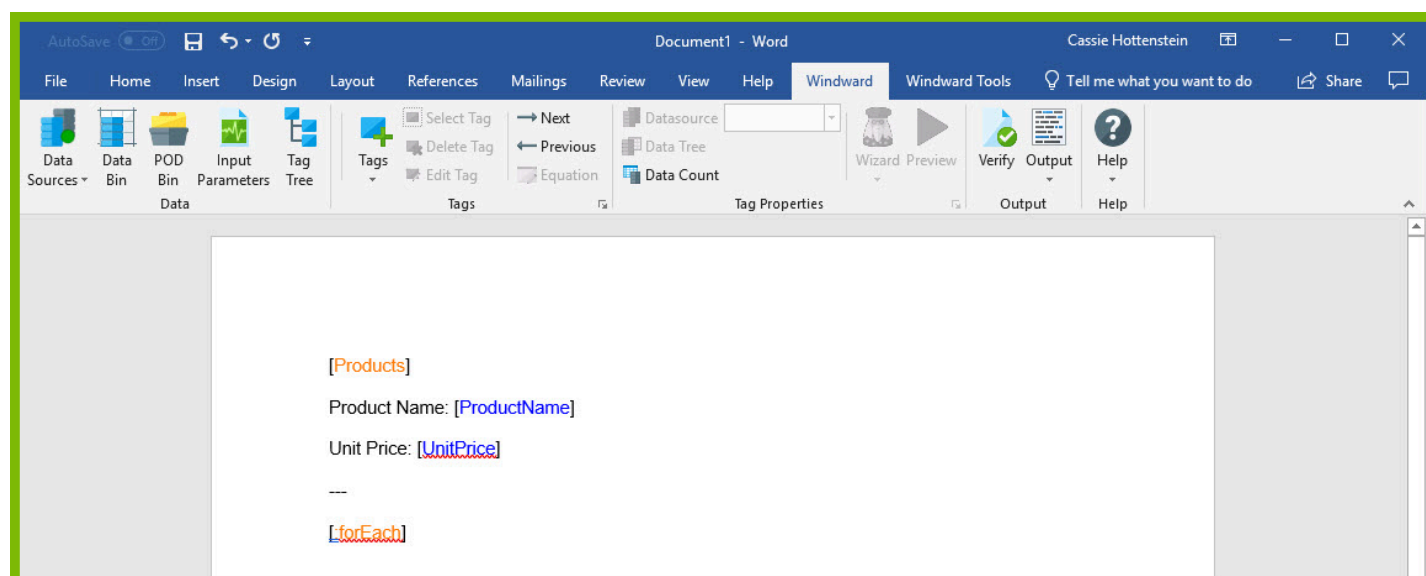 AutoSave Off Document1 - Word Cassie Hottenstein
File Home Insert Design Layout References Mailings Review View Help Windward Windward Tools Tell me what you want to do Share
Select Tag Next Datasource
Delete Tag Previous Data Tree
Data Data POD Input Tag Tags Wizard Preview Verify Output Help
Sources Bin Bin Parameters Tree Edit Tag Equation Data Count
Data Tags Tag Properties Output Help
[Products]
Product Name: [ProductName]
Unit Price: [UnitPrice]
---
[:forEach]